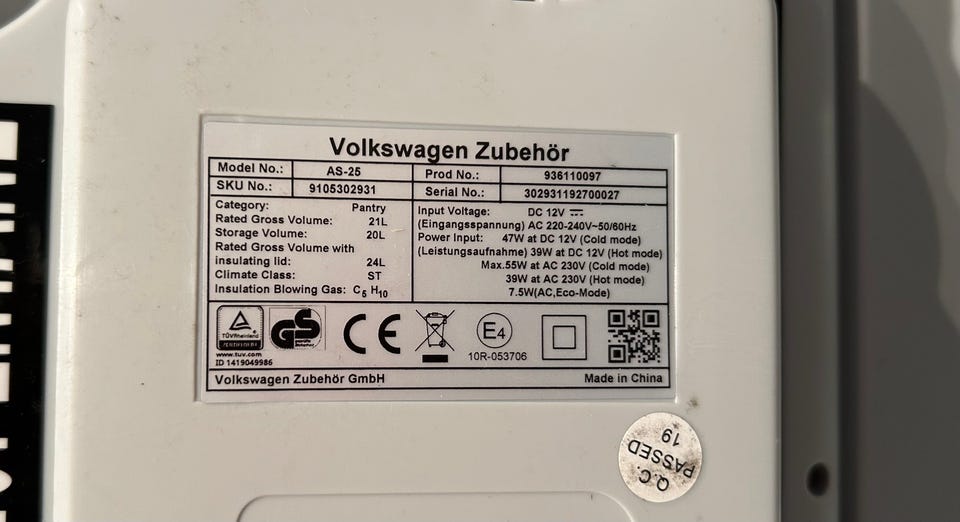 Volkswagen Zubehör
Model No.: AS-25 Prod No.: 936110097
SKU No.: 9105302931 Serial No.: 302931192700027
Category: Pantry
Rated Gross Volume: 21L
Storage Volume: 20L
Rated Gross Volume with
insulating lid: 24L
Climate Class: ST
Insulation Blowing Gas: C5 H10
Input Voltage: DC 12V
(Eingangsspannung) AC 220-240V~50/60Hz
Power Input: 47W at DC 12V (Cold mode)
(Leistungsaufnahme) 39W at DC 12V (Hot mode)
Max.55W at AC 230V (Cold mode)
39W at AC 230V (Hot mode)
7.5W(AC,Eco-Mode)
TÜVRheinland
www.tuv.com
ID 1419049986
GS
CE
E4
10R-053706
Volkswagen Zubehör GmbH Made in China
Q.C.
PASSED
19